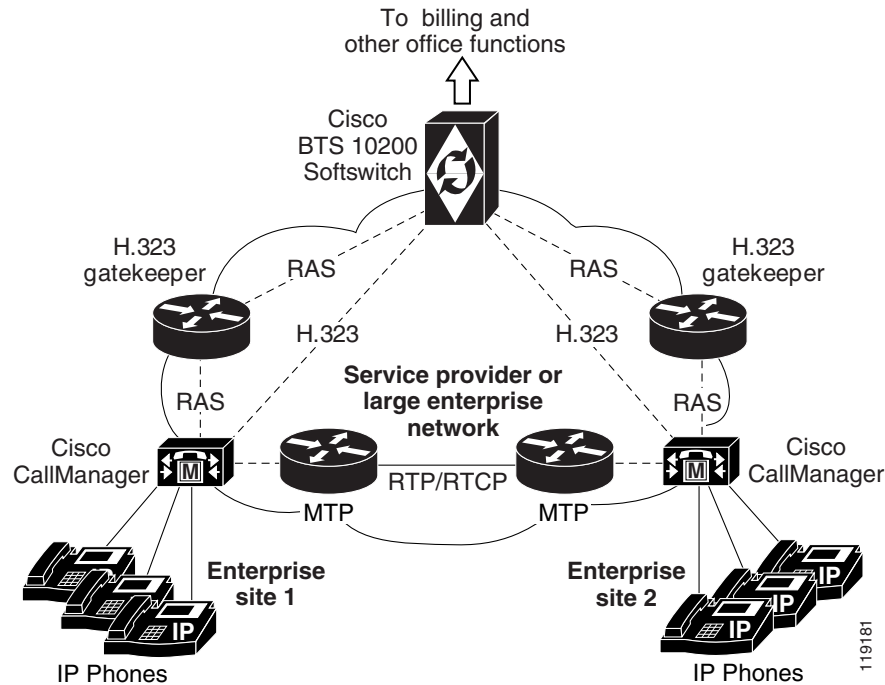 To billing and
other office functions
Cisco
BTS 10200
Softswitch
H.323
gatekeeper
RAS
RAS
H.323
gatekeeper
H.323
H.323
Service provider or
large enterprise
network
RAS
RAS
Cisco
CallManager
M
RTP/RTCP
M
Cisco
CallManager
MTP
MTP
Enterprise
site 1
Enterprise
site 2
IP
IP
IP
IP
IP Phones
IP Phones
119181